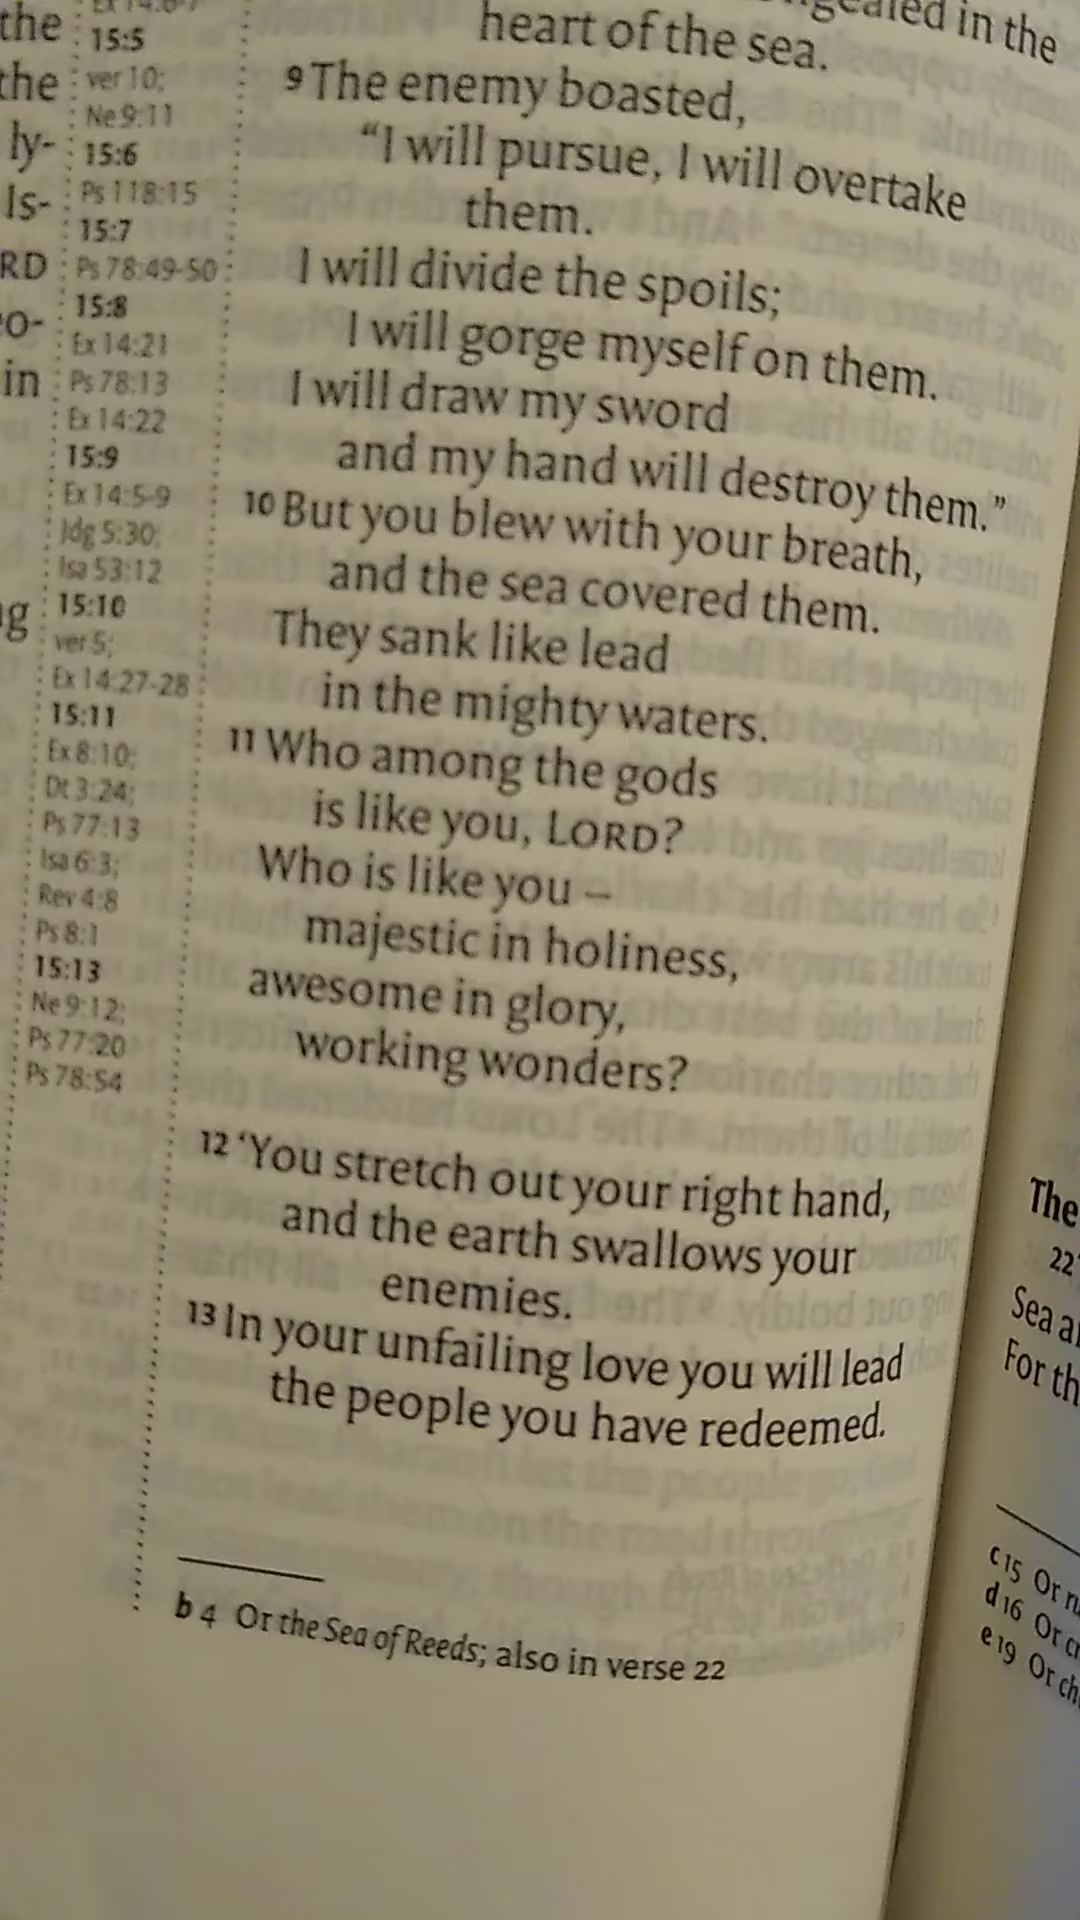 the
the
ly-
Is-
RD
eo-
in
15:5
ver 10;
Ne 9:11
15:6
Ps 118:15
15:7
Ps 78:49-50
15:8
Ex 14:21
Ps 78:13
Ex 14:22
15:9
Ex 14:5-9
Jdg 5:30;
Isa 53:12
15:10
ver 5;
Ex 14:27-28
15:11
Ex 8:10;
Dt 3:24;
Ps 77:13
Isa 6:3;
Rev 4:8
Ps 8:1
15:13
Ne 9:12;
Ps 77:20
Ps 78:54
in the
heart of the sea.
9 The enemy boasted,
“I will pursue, I will overtake
them.
I will divide the spoils;
I will gorge myself on them.
I will draw my sword
and my hand will destroy them.”
10 But you blew with your breath,
and the sea covered them.
They sank like lead
in the mighty waters.
11 Who among the gods
is like you, LORD?
Who is like you –
majestic in holiness,
awesome in glory,
working wonders?
12 ‘You stretch out your right hand,
and the earth swallows your
enemies.
13 In your unfailing love you will lead
the people you have redeemed.
b 4 Or the Sea of Reeds; also in verse 22
The
22
Sea
For
c 15 Or
d 16 Or
e 19 Or